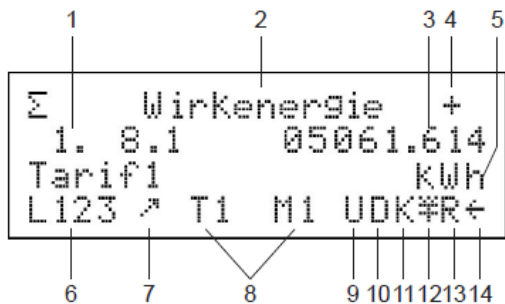 1 2 3 4 5
Σ Wirkenergie +
1. 8.1 05061.614
Tarif1 kWh
L123 ↗ T1 M1 UDK¥R←
6 7 8 9 10 11 12 13 14